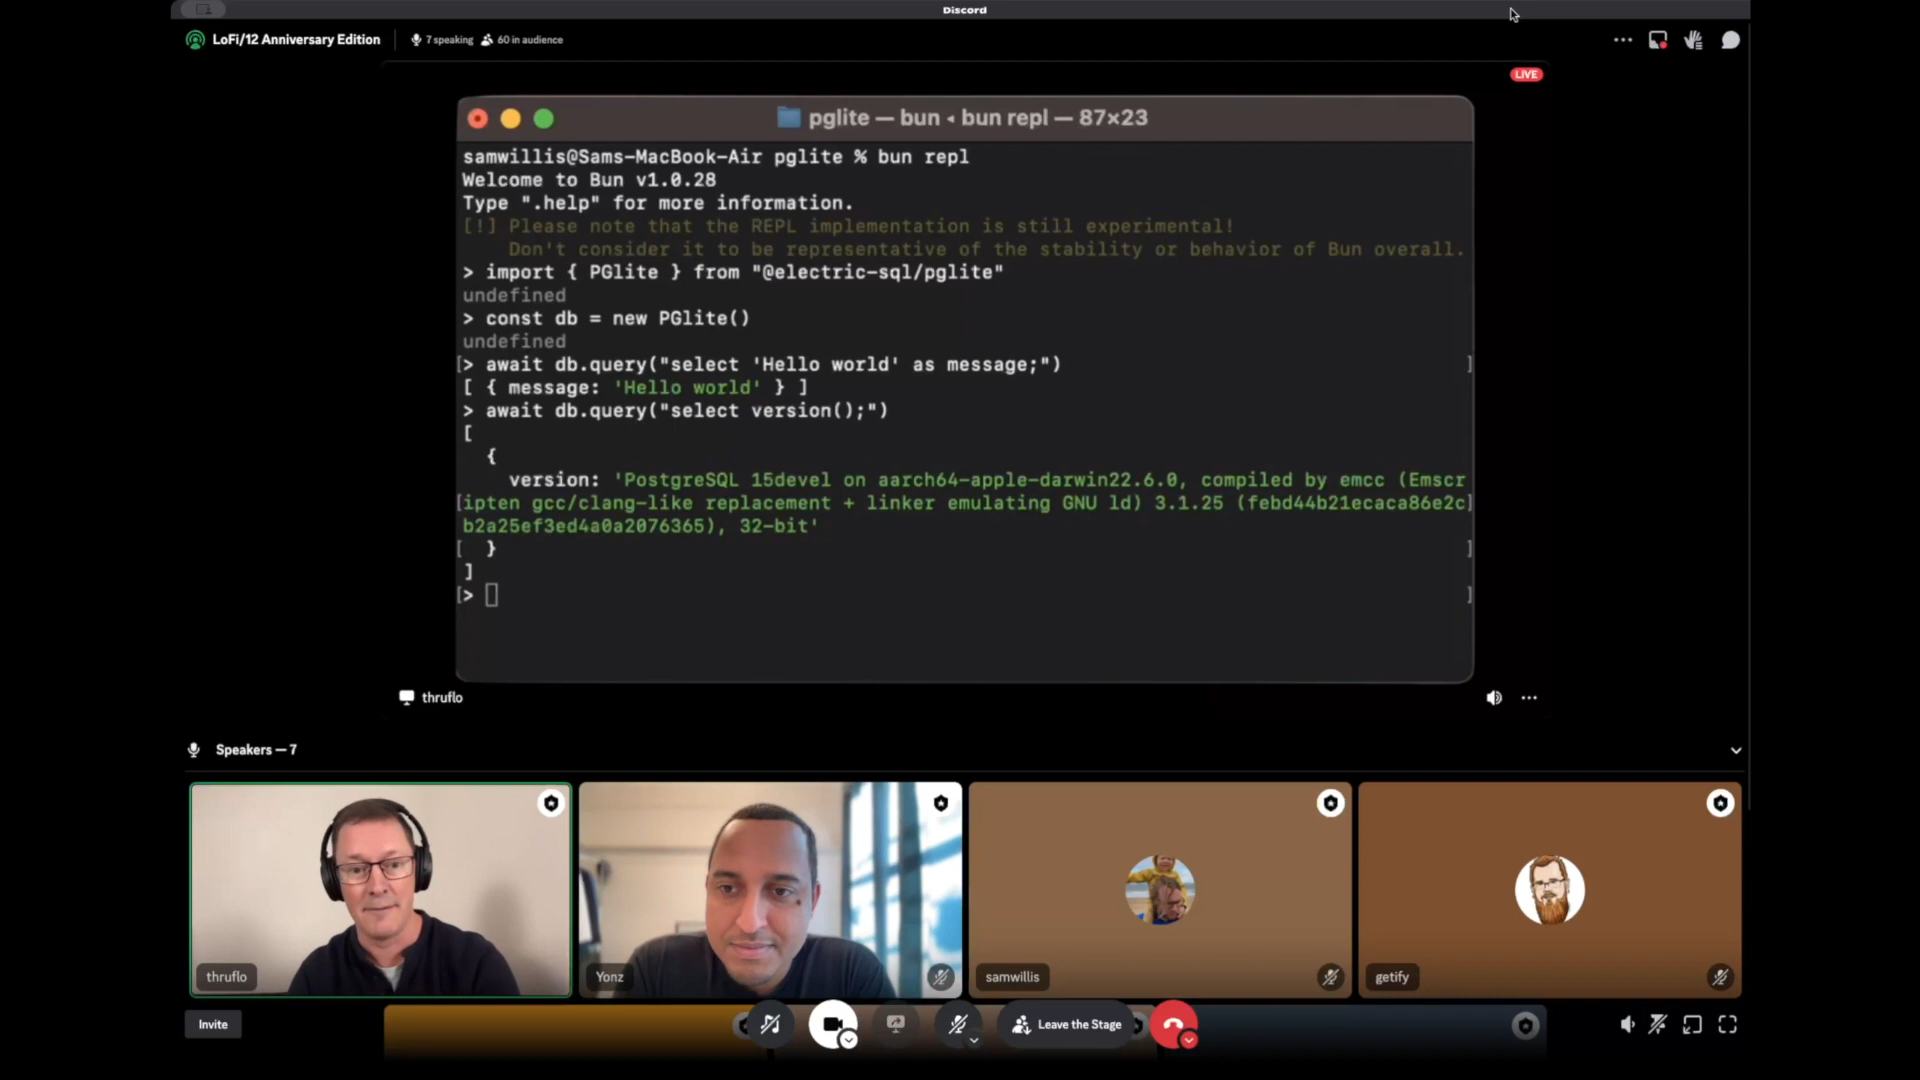 Discord
LoFi/12 Anniversary Edition
7 speaking
60 in audience
LIVE
pglite — bun ◂ bun repl — 87×23
samwillis@Sams-MacBook-Air pglite % bun repl
Welcome to Bun v1.0.28
Type ".help" for more information.
[!] Please note that the REPL implementation is still experimental!
Don't consider it to be representative of the stability or behavior of Bun overall.
> import { PGlite } from "@electric-sql/pglite"
undefined
> const db = new PGlite()
undefined
[> await db.query("select 'Hello world' as message;") ]
[ { message: 'Hello world' } ]
> await db.query("select version();")
[
{
version: 'PostgreSQL 15devel on aarch64-apple-darwin22.6.0, compiled by emcc (Emscr
[ipten gcc/clang-like replacement + linker emulating GNU ld) 3.1.25 (febd44b21ecaca86e2c]
b2a25ef3ed4a0a2076365), 32-bit'
[ } ]
]
[> ]
thruflo
Speakers — 7
thruflo
Yonz
samwillis
getify
Invite
Leave the Stage